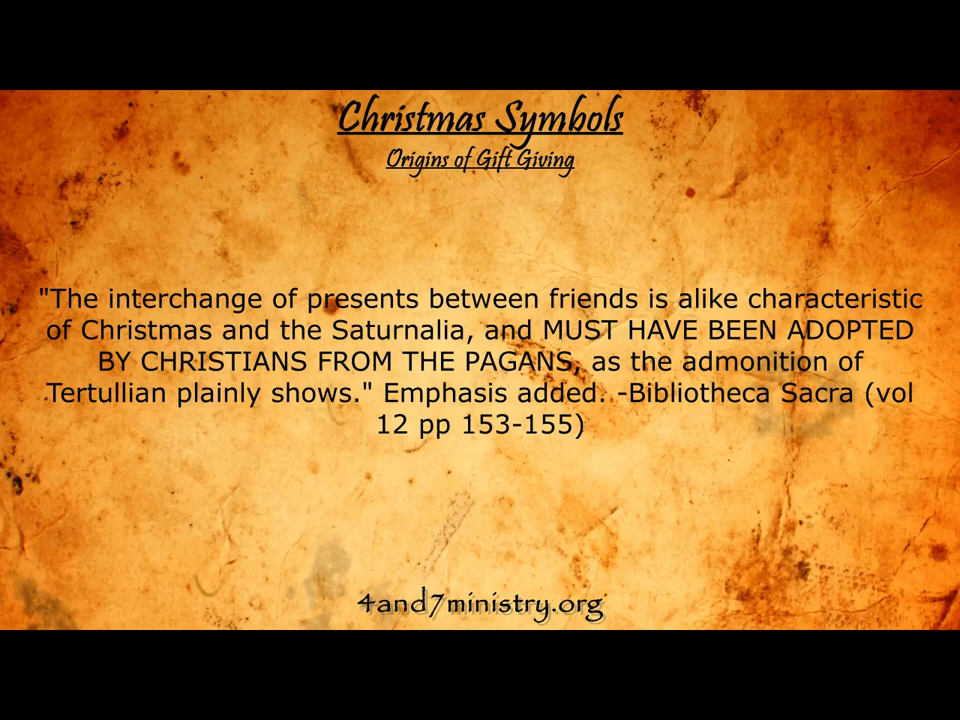 Christmas Symbols
Origins of Gift Giving
"The interchange of presents between friends is alike characteristic
of Christmas and the Saturnalia, and MUST HAVE BEEN ADOPTED
BY CHRISTIANS FROM THE PAGANS, as the admonition of
Tertullian plainly shows." Emphasis added. -Bibliotheca Sacra (vol
12 pp 153-155)
4and7ministry.org